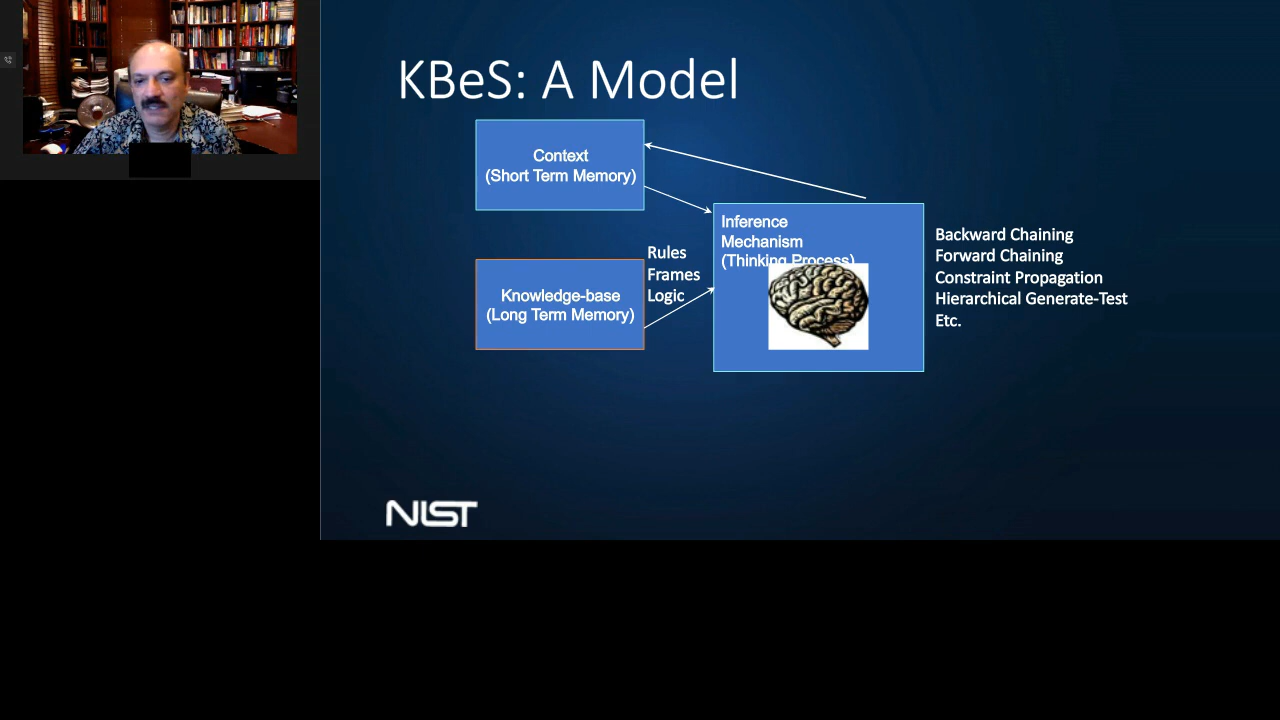 KBeS: A Model
Context
(Short Term Memory)
Inference
Mechanism
(Thinking Process)
Rules
Frames
Logic
Knowledge-base
(Long Term Memory)
Backward Chaining
Forward Chaining
Constraint Propagation
Hierarchical Generate-Test
Etc.
NIST